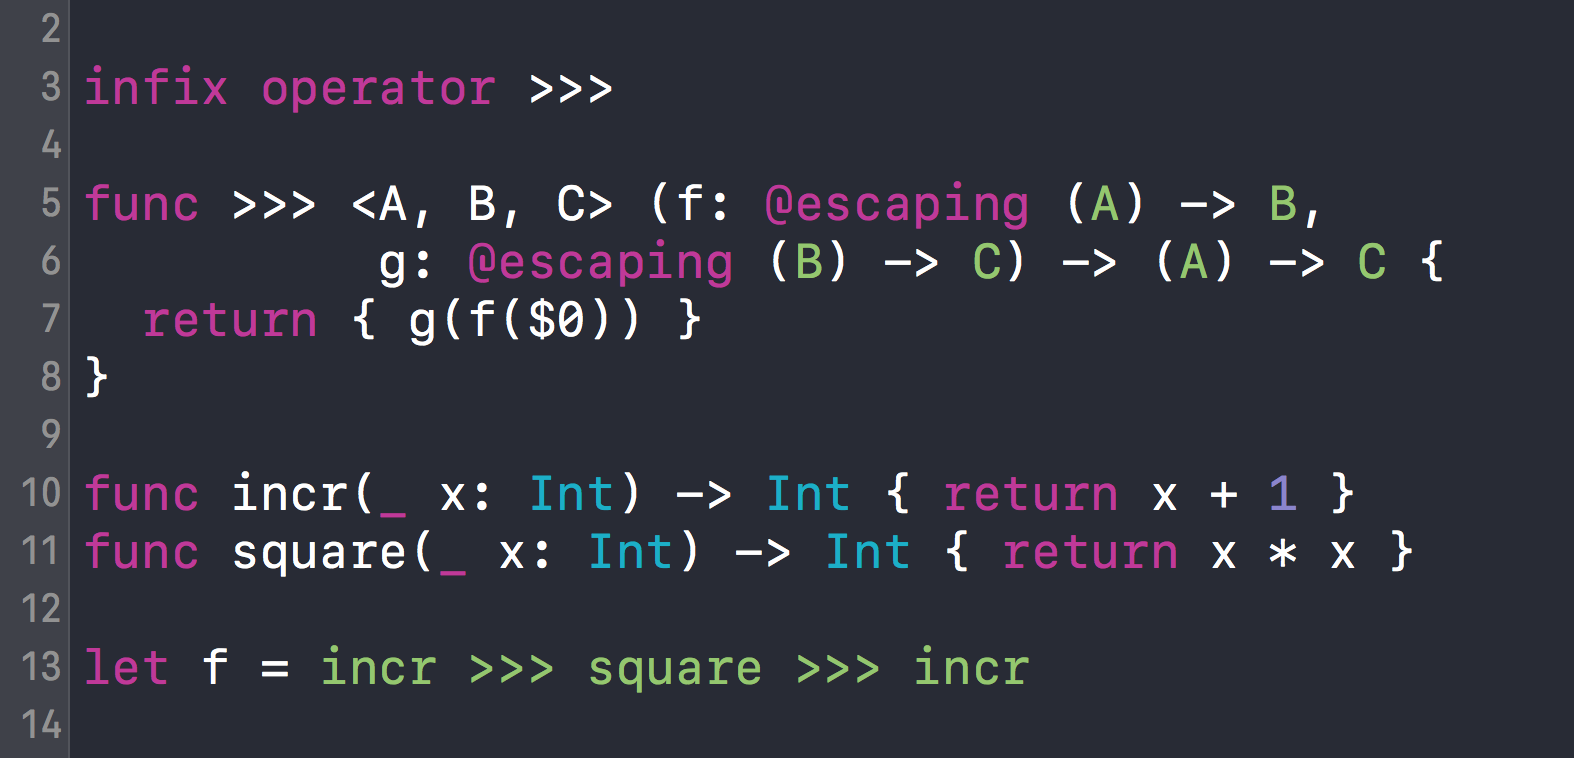 2
3 infix operator >>>
4
5 func >>> <A, B, C> (f: @escaping (A) -> B,
6 g: @escaping (B) -> C) -> (A) -> C {
7 return { g(f($0)) }
8 }
9
10 func incr(_ x: Int) -> Int { return x + 1 }
11 func square(_ x: Int) -> Int { return x * x }
12
13 let f = incr >>> square >>> incr
14